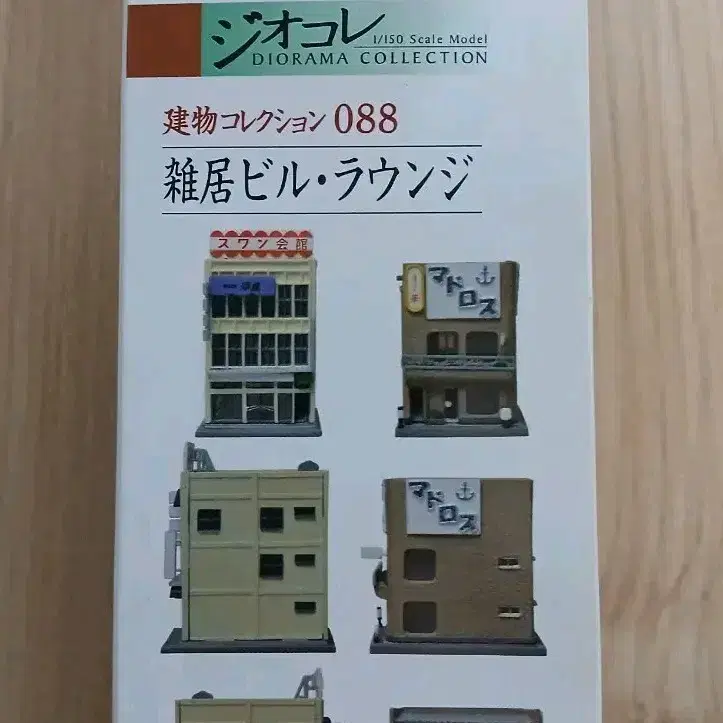 ジオコレ
1/150 Scale Model
DIORAMA COLLECTION
建物コレクション 088
雑居ビル・ラウンジ
スワン会館
マドロス
マドロス